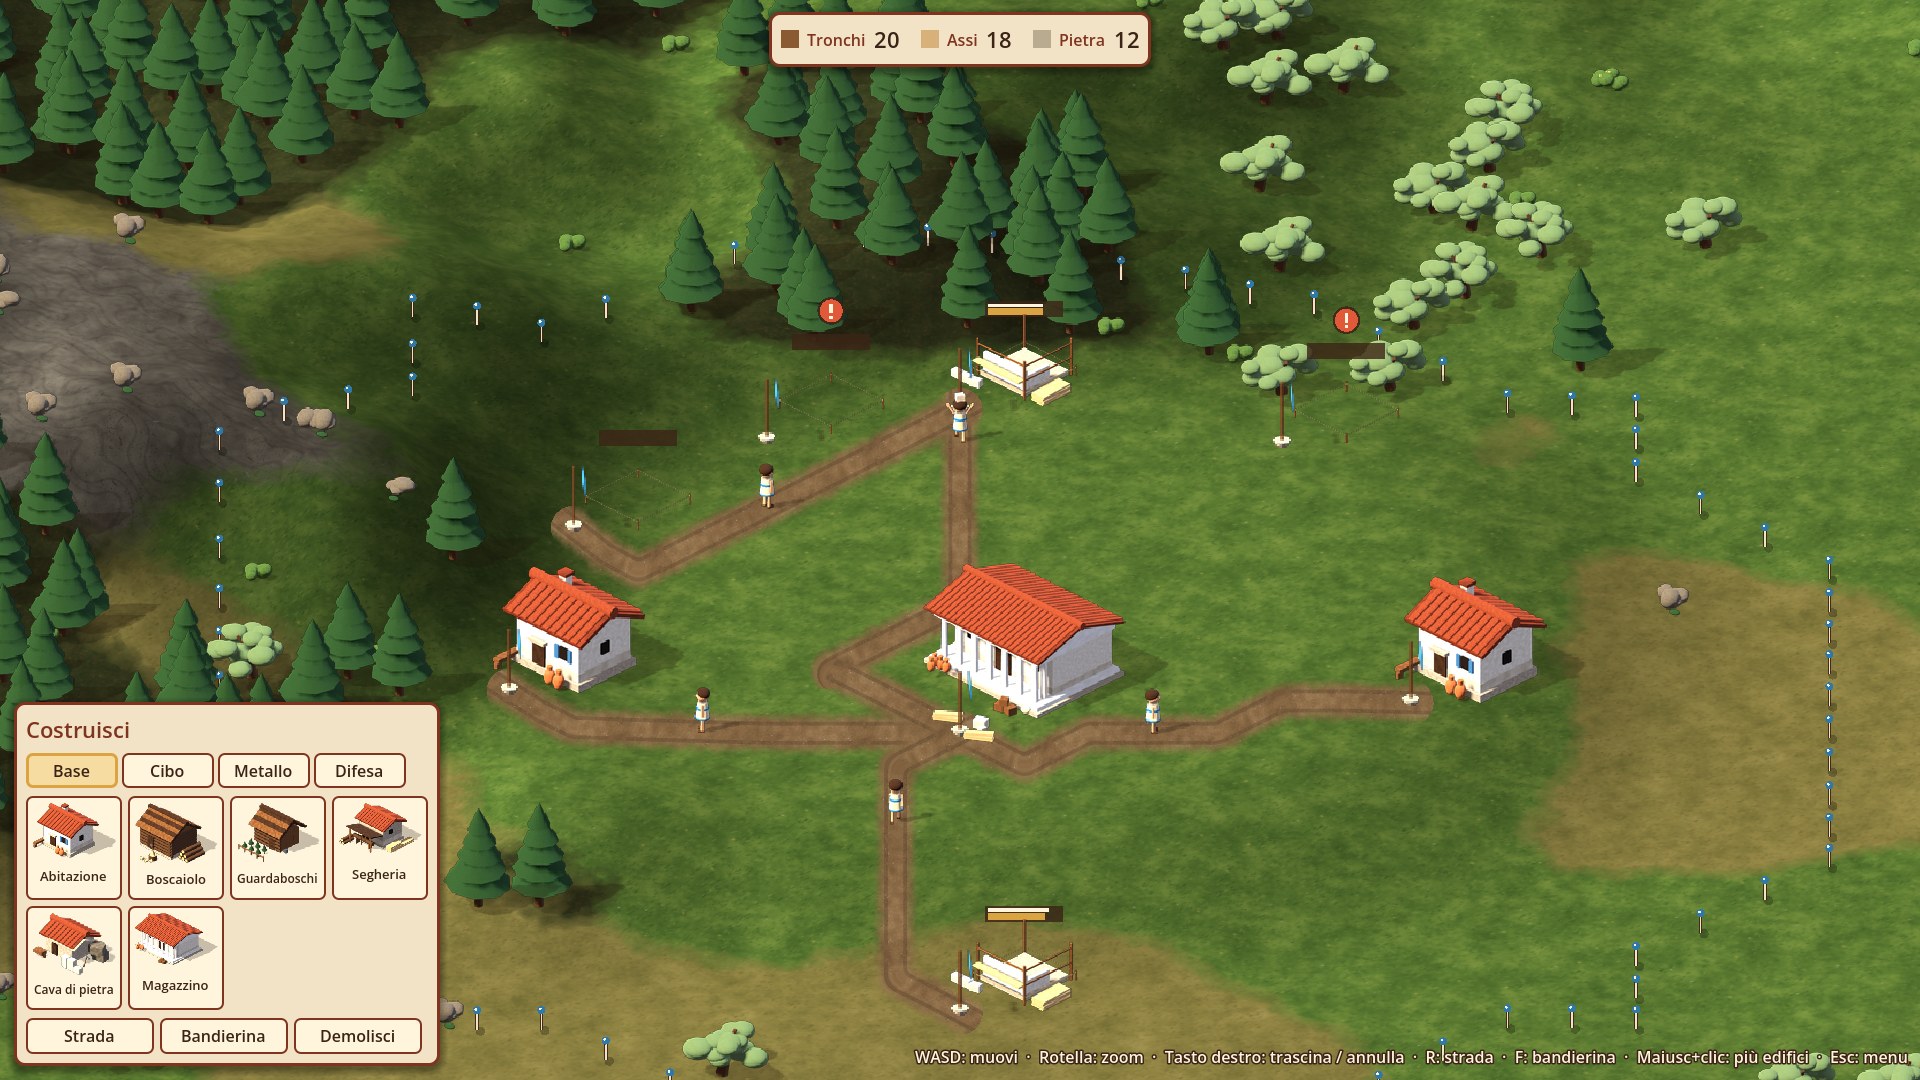 Tronchi 20 Assi 18 Pietra 12
!
!
Costruisci
Base Cibo Metallo Difesa
Abitazione Boscaiolo Guardaboschi Segheria
Cava di pietra Magazzino
Strada Bandierina Demolisci
WASD: muovi · Rotella: zoom · Tasto destro: trascina / annulla · R: strada · F: bandierina · Maiusc+clic: più edifici · Esc: menu